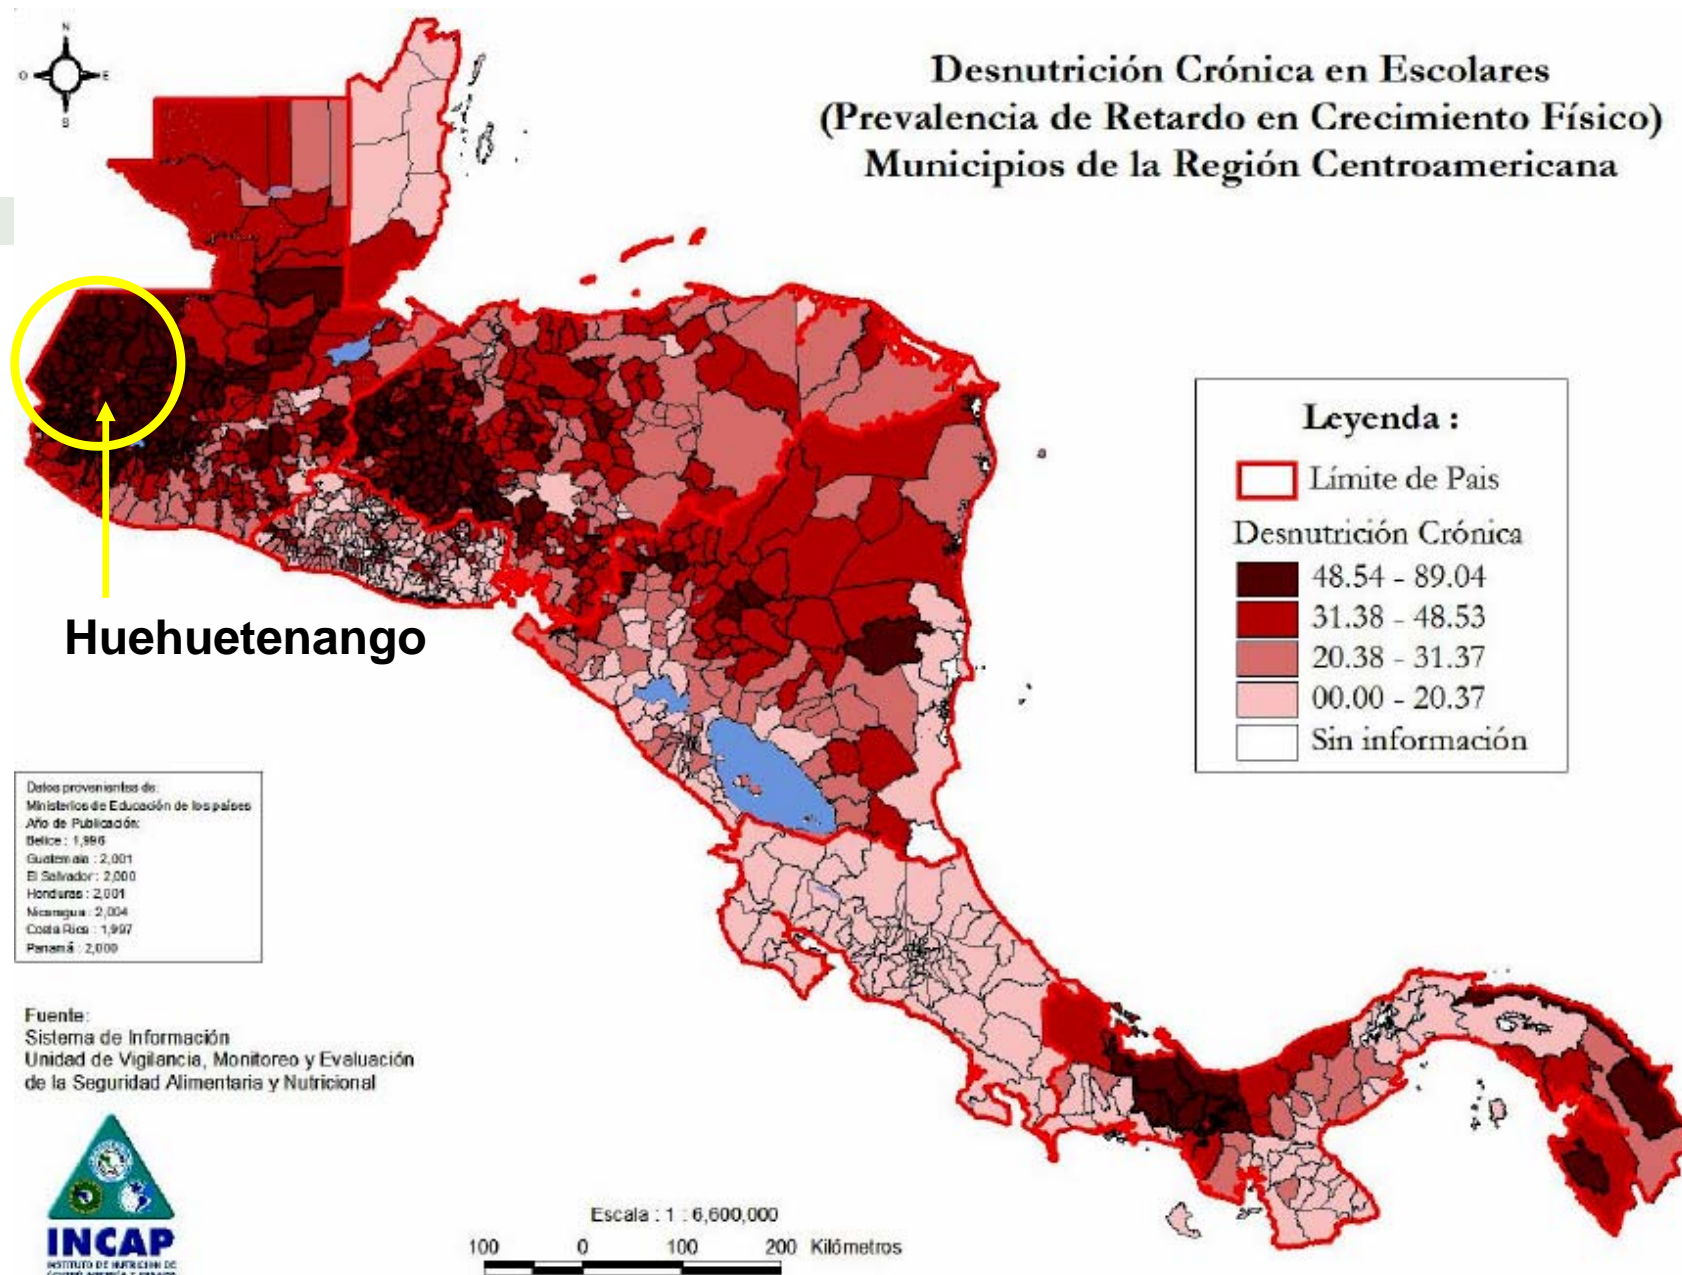 N
O
E
S
Desnutrición Crónica en Escolares
(Prevalencia de Retardo en Crecimiento Físico)
Municipios de la Región Centroamericana
Huehuetenango
Leyenda :
Límite de Pais
Desnutrición Crónica
48.54 - 89.04
31.38 - 48.53
20.38 - 31.37
00.00 - 20.37
Sin información
Datos provenientes de:
Ministerios de Educación de los países
Año de Publicación:
Belice : 1,996
Guatemala : 2,001
El Salvador : 2,000
Honduras : 2,001
Nicaragua : 2,004
Costa Rica : 1,997
Panamá : 2,000
Fuente:
Sistema de Información
Unidad de Vigilancia, Monitoreo y Evaluación
de la Seguridad Alimentaria y Nutricional
INCAP
INSTITUTO DE NUTRICION DE
Escala : 1 : 6,600,000
100 0 100 200 Kilómetros